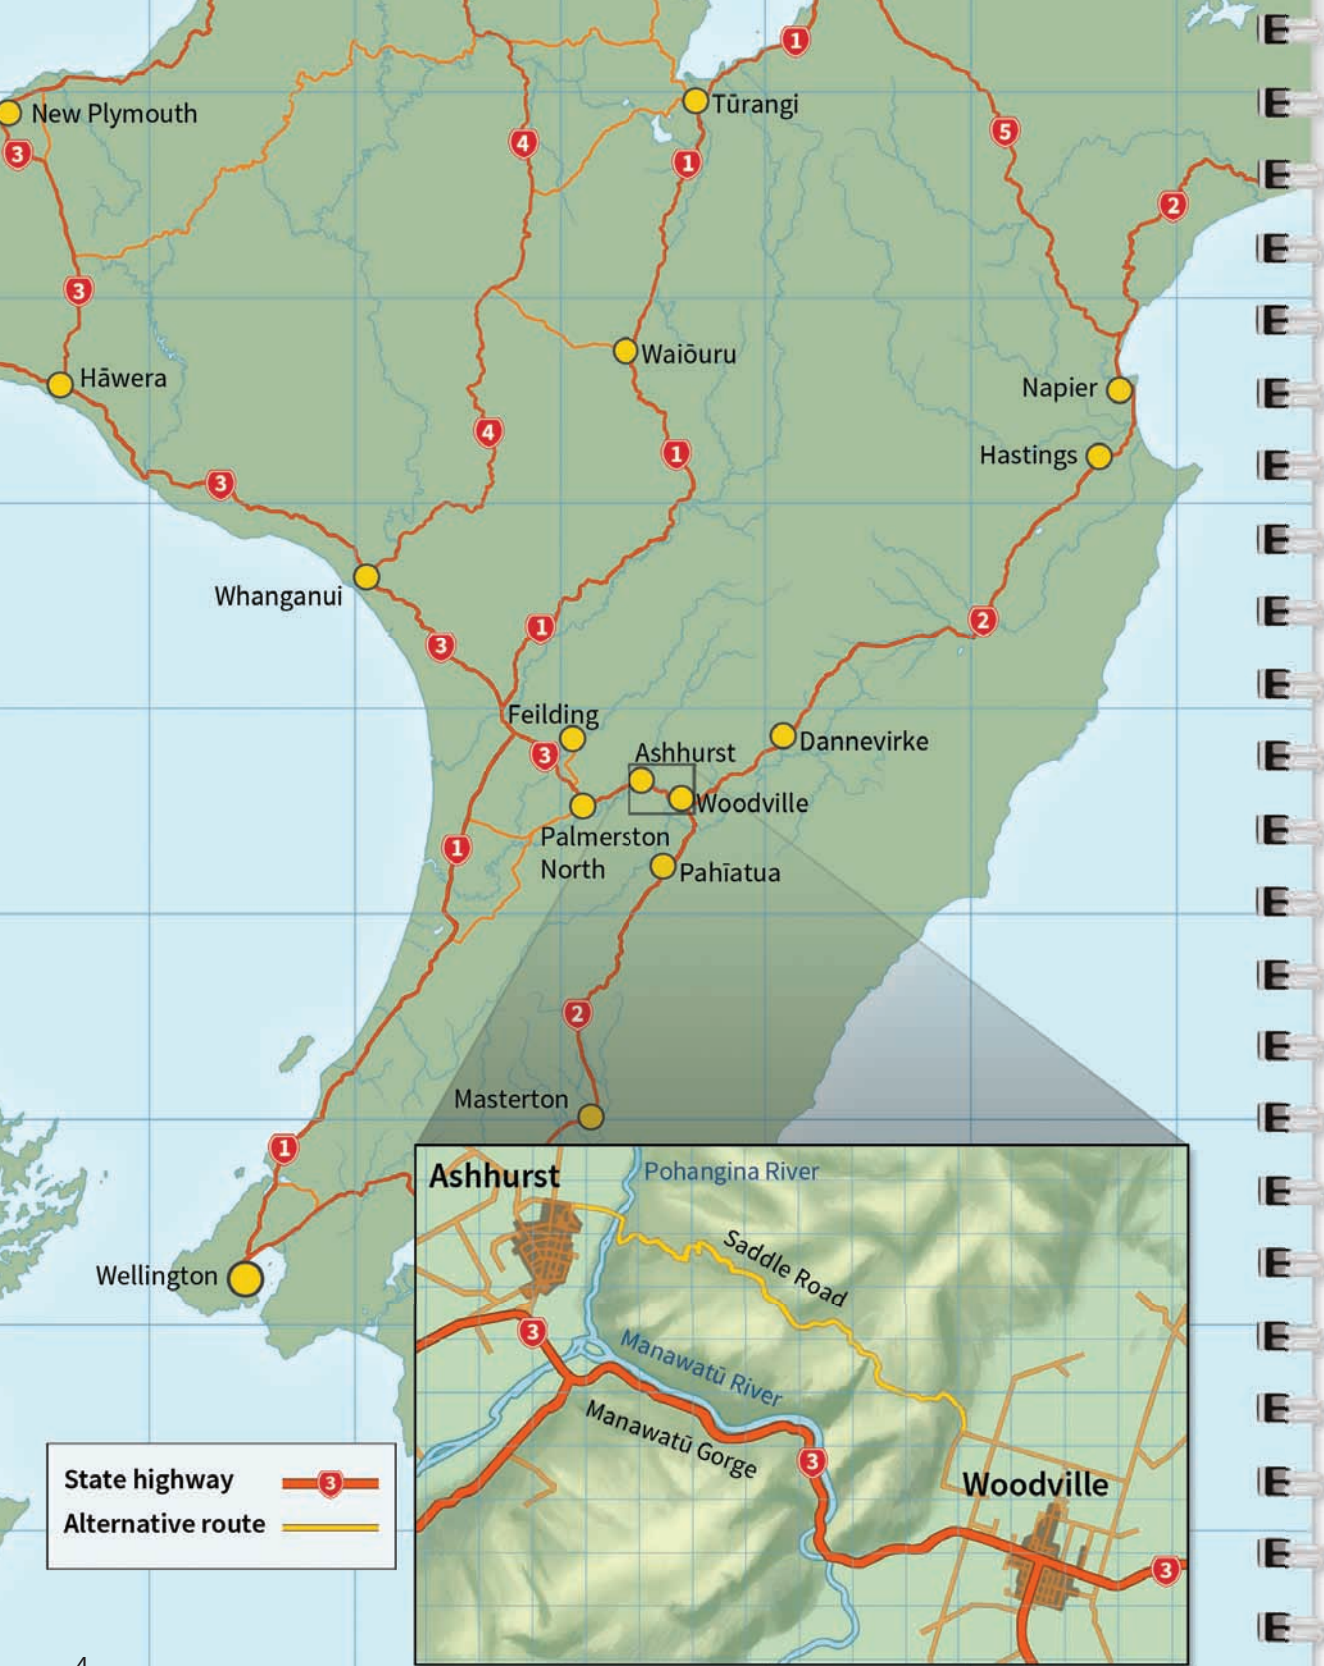 1
Tūrangi
New Plymouth
5
4
3
1
2
3
Waiōuru
Hāwera
Napier
4
1
Hastings
3
Whanganui
1
2
3
Feilding
3
Ashhurst
Dannevirke
Woodville
Palmerston
North
1
Pahīatua
2
Masterton
1
Wellington
Ashhurst
Pohangina River
Saddle Road
3
Manawatū River
Manawatū Gorge
3
Woodville
3
State highway 3
Alternative route
4